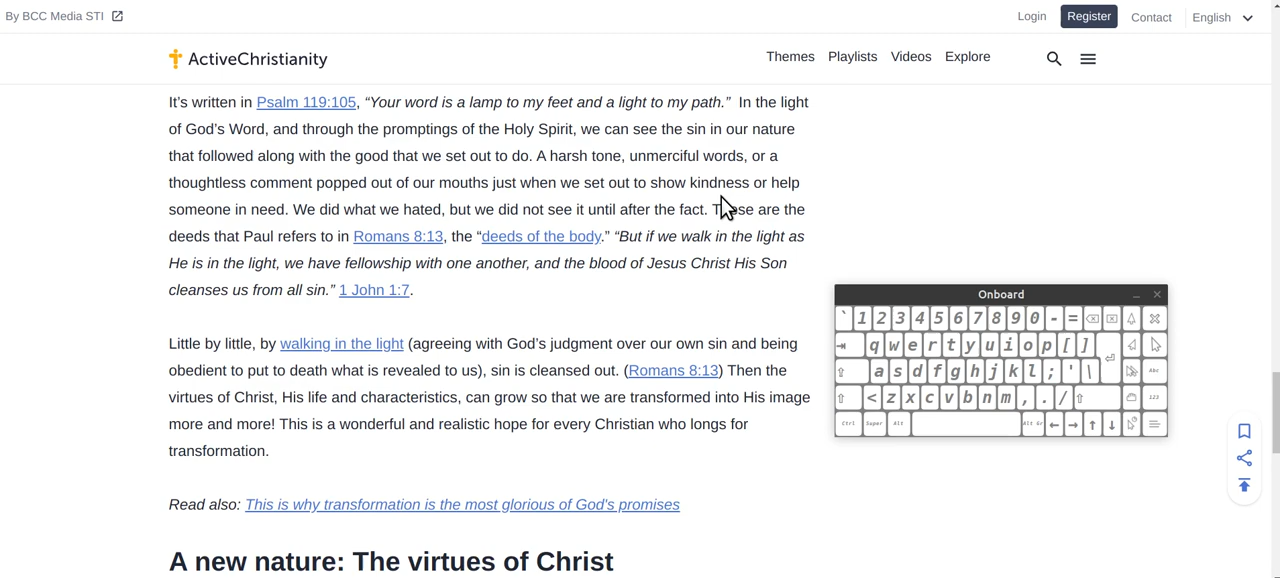 By BCC Media STI
Login Register Contact English
ActiveChristianity
Themes Playlists Videos Explore
It's written in Psalm 119:105, “Your word is a lamp to my feet and a light to my path.” In the light
of God's Word, and through the promptings of the Holy Spirit, we can see the sin in our nature
that followed along with the good that we set out to do. A harsh tone, unmerciful words, or a
thoughtless comment popped out of our mouths just when we set out to show kindness or help
someone in need. We did what we hated, but we did not see it until after the fact. These are the
deeds that Paul refers to in Romans 8:13, the “deeds of the body.” “But if we walk in the light as
He is in the light, we have fellowship with one another, and the blood of Jesus Christ His Son
cleanses us from all sin.” 1 John 1:7.
Little by little, by walking in the light (agreeing with God's judgment over our own sin and being
obedient to put to death what is revealed to us), sin is cleansed out. (Romans 8:13) Then the
virtues of Christ, His life and characteristics, can grow so that we are transformed into His image
more and more! This is a wonderful and realistic hope for every Christian who longs for
transformation.
Read also: This is why transformation is the most glorious of God's promises
A new nature: The virtues of Christ
Onboard
` 1 2 3 4 5 6 7 8 9 0 - =
q w e r t y u i o p [ ]
a s d f g h j k l ; ' \ Abc
< z x c v b n m , . / 123
Ctrl Super Alt Alt Gr